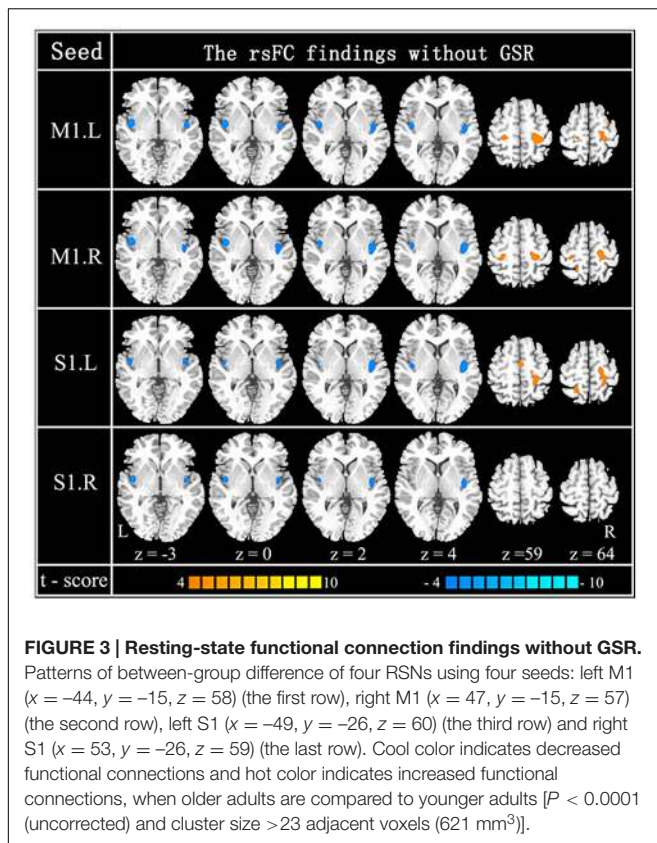 Seed The rsFC findings without GSR
M1.L
M1.R
S1.L
S1.R
L R
z = -3 z = 0 z = 2 z = 4 z =59 z = 64
t - score 4 10 - 4 - 10
FIGURE 3 | Resting-state functional connection findings without GSR.
Patterns of between-group difference of four RSNs using four seeds: left M1
(x = –44, y = –15, z = 58) (the first row), right M1 (x = 47, y = –15, z = 57)
(the second row), left S1 (x = –49, y = –26, z = 60) (the third row) and right
S1 (x = 53, y = –26, z = 59) (the last row). Cool color indicates decreased
functional connections and hot color indicates increased functional
connections, when older adults are compared to younger adults [P < 0.0001
(uncorrected) and cluster size >23 adjacent voxels (621 mm³)].